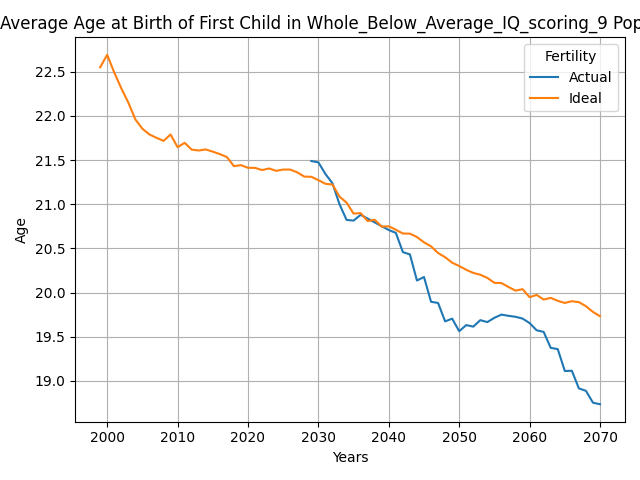 Average Age at Birth of First Child in Whole_Below_Average_IQ_scoring_9 Pop
Fertility
Actual
Ideal
22.5
22.0
21.5
21.0
20.5
20.0
19.5
19.0
Age
2000 2010 2020 2030 2040 2050 2060 2070
Years